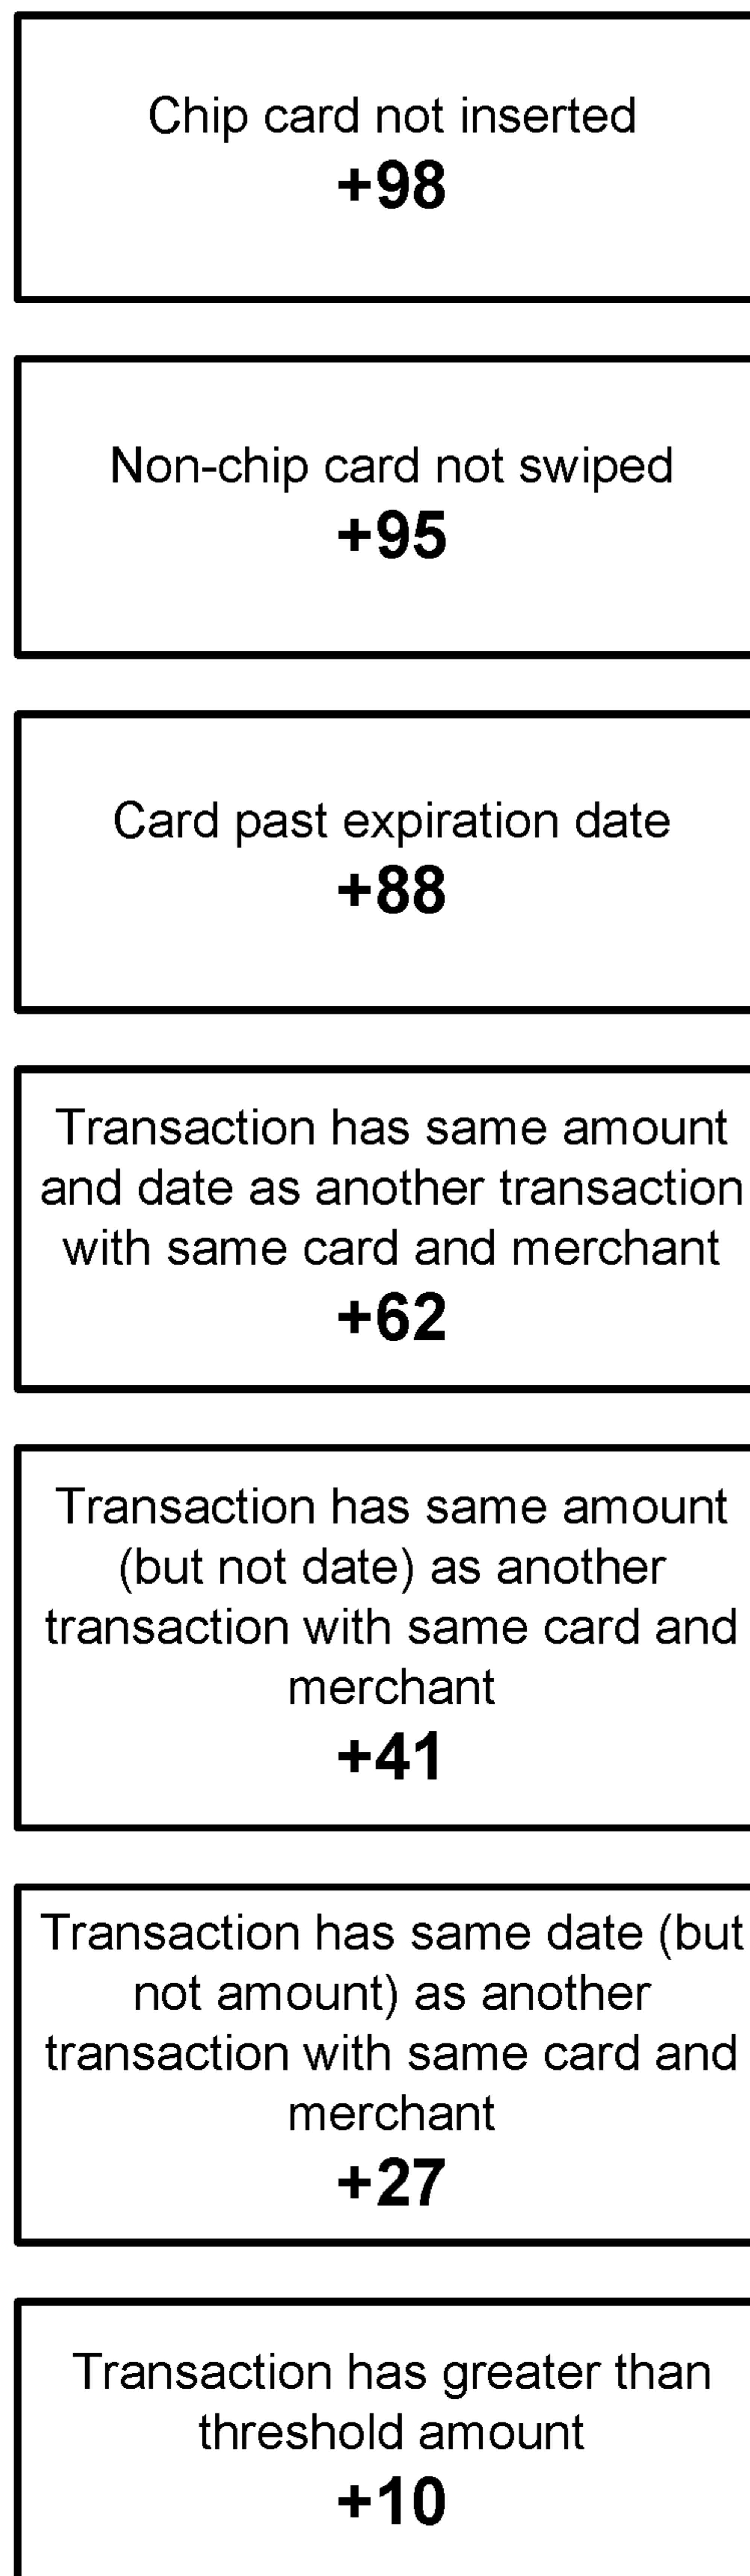 Chip card not inserted
+98
Non-chip card not swiped
+95
Card past expiration date
+88
Transaction has same amount
and date as another transaction
with same card and merchant
+62
Transaction has same amount
(but not date) as another
transaction with same card and
merchant
+41
Transaction has same date (but
not amount) as another
transaction with same card and
merchant
+27
Transaction has greater than
threshold amount
+10